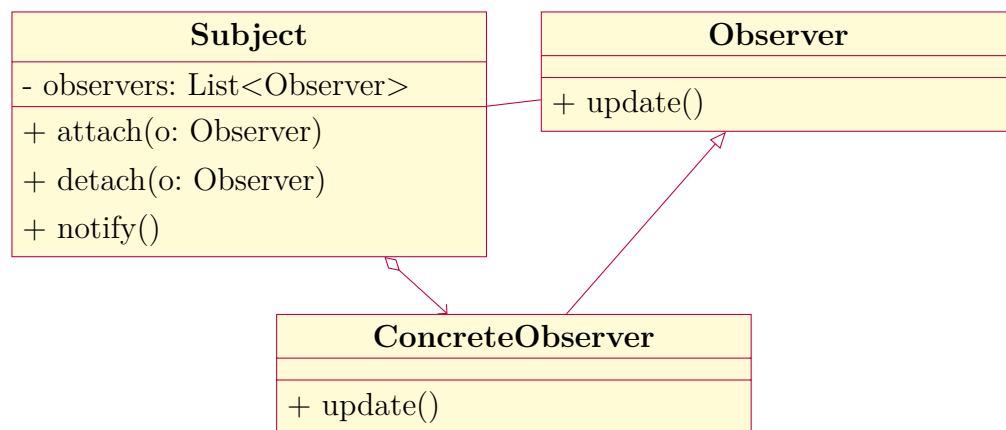 Subject
- observers: List<Observer>
+ attach(o: Observer)
+ detach(o: Observer)
+ notify()
Observer
+ update()
ConcreteObserver
+ update()